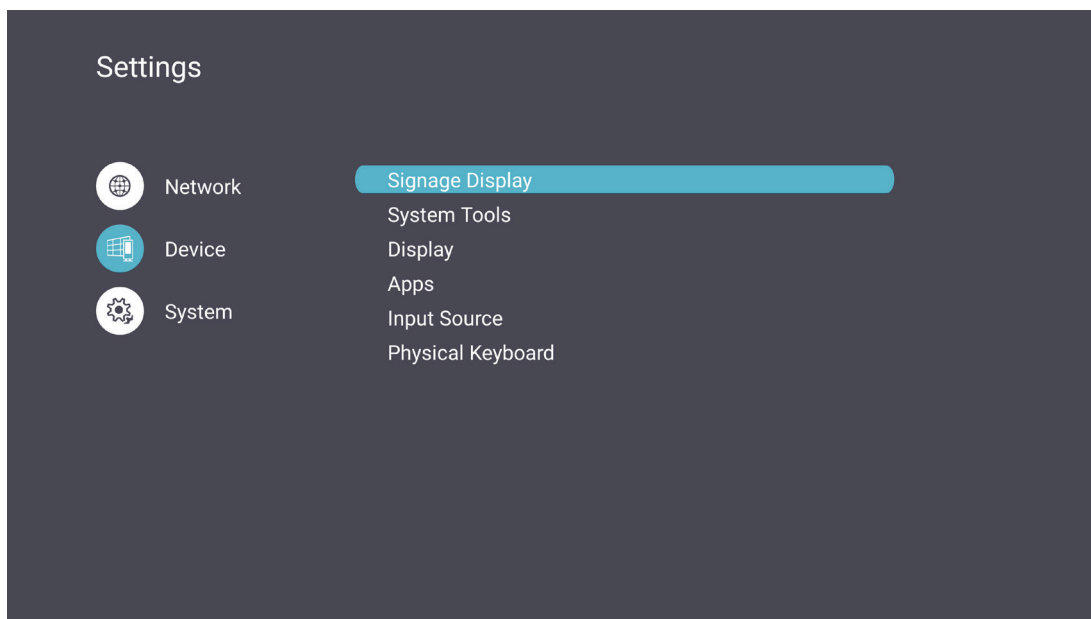 Settings
Network
Device
System
Signage Display
System Tools
Display
Apps
Input Source
Physical Keyboard